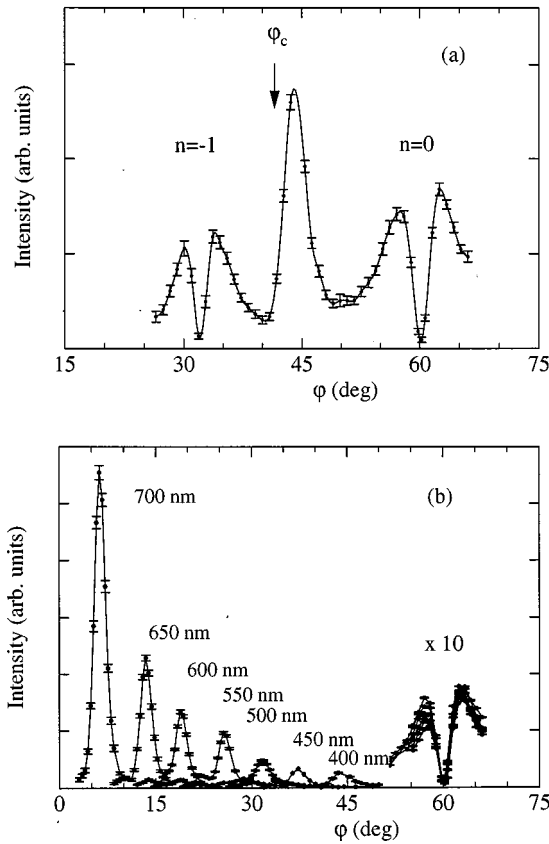 φc
(a)
n=-1
n=0
Intensity (arb. units)
15
30
45
60
75
φ (deg)
(b)
700 nm
650 nm
600 nm
550 nm
500 nm
450 nm
400 nm
x 10
Intensity (arb. units)
0
15
30
45
60
75
φ (deg)